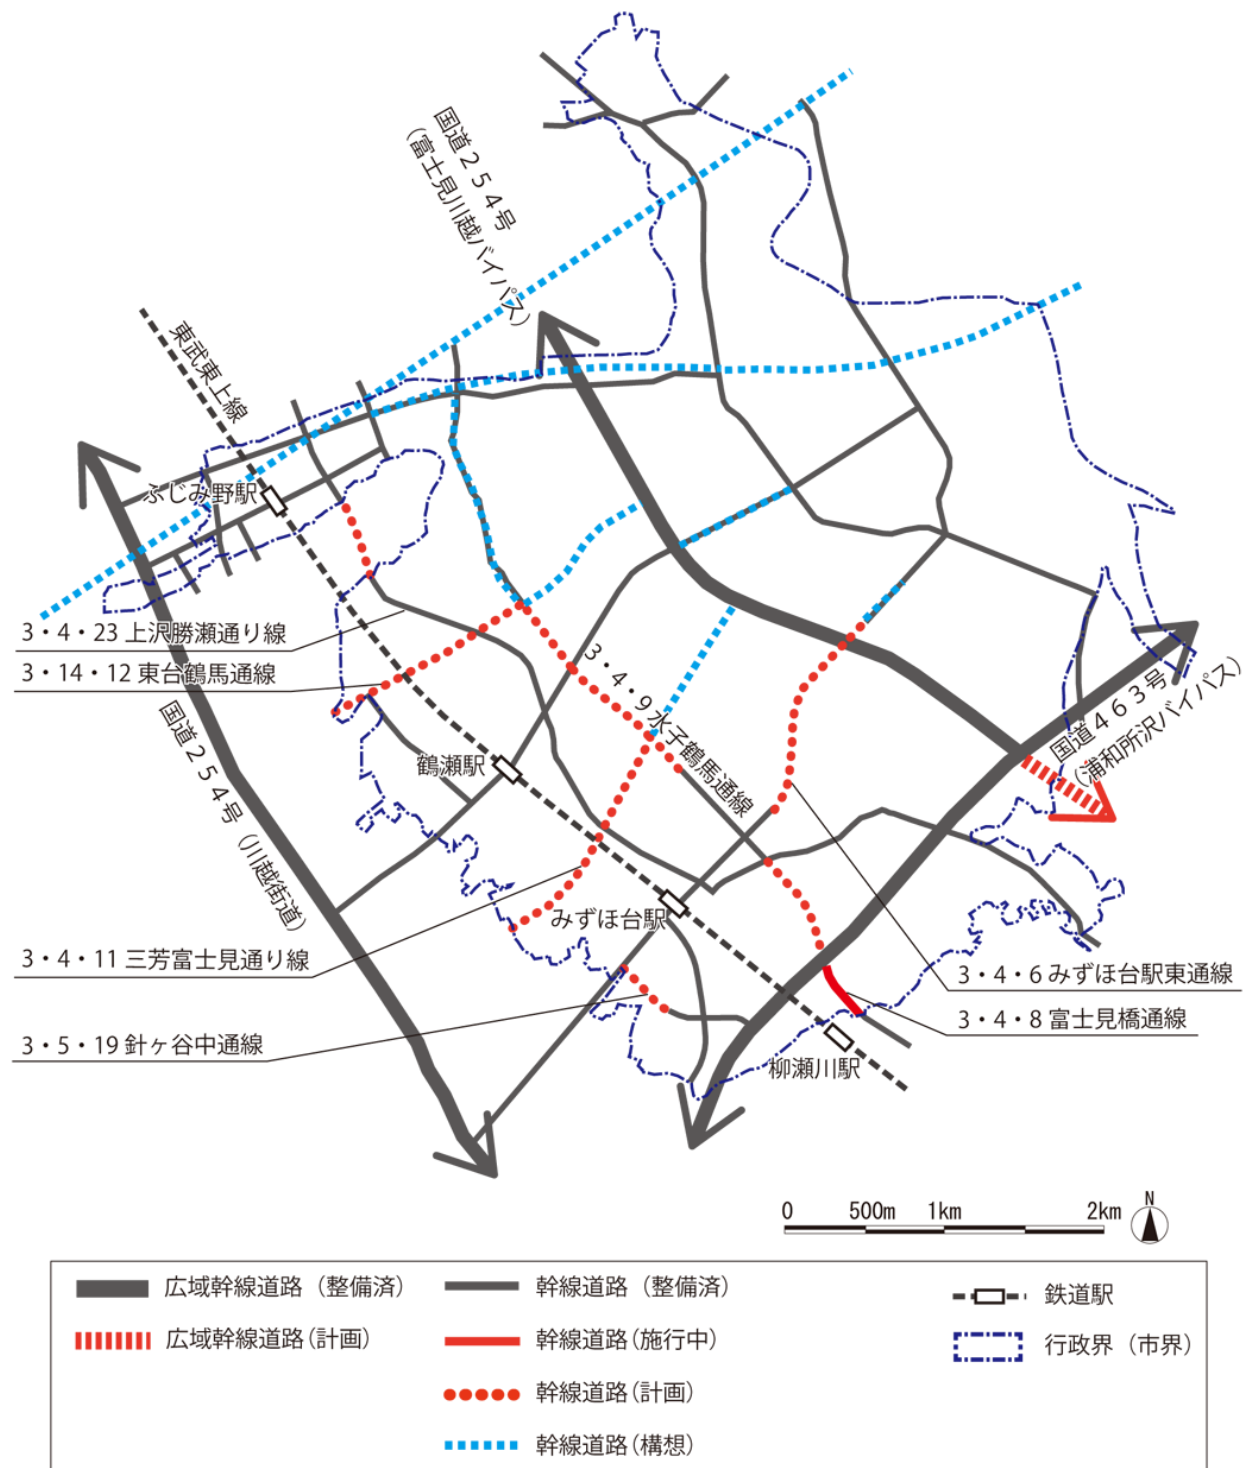 国道254号
(富士見川越バイパス)
東武東上線
ふじみ野駅
3・4・23 上沢勝瀬通り線
3・14・12 東台鶴馬通線
3・4・9 水子鶴馬通線
国道463号
(浦和所沢バイパス)
国道254号(川越街道)
鶴瀬駅
みずほ台駅
3・4・11 三芳富士見通り線
3・4・6 みずほ台駅東通線
3・4・8 富士見橋通線
3・5・19 針ヶ谷中通線
柳瀬川駅
0 500m 1km 2km
N
広域幹線道路(整備済)
幹線道路(整備済)
鉄道駅
広域幹線道路(計画)
幹線道路(施行中)
行政界(市界)
幹線道路(計画)
幹線道路(構想)